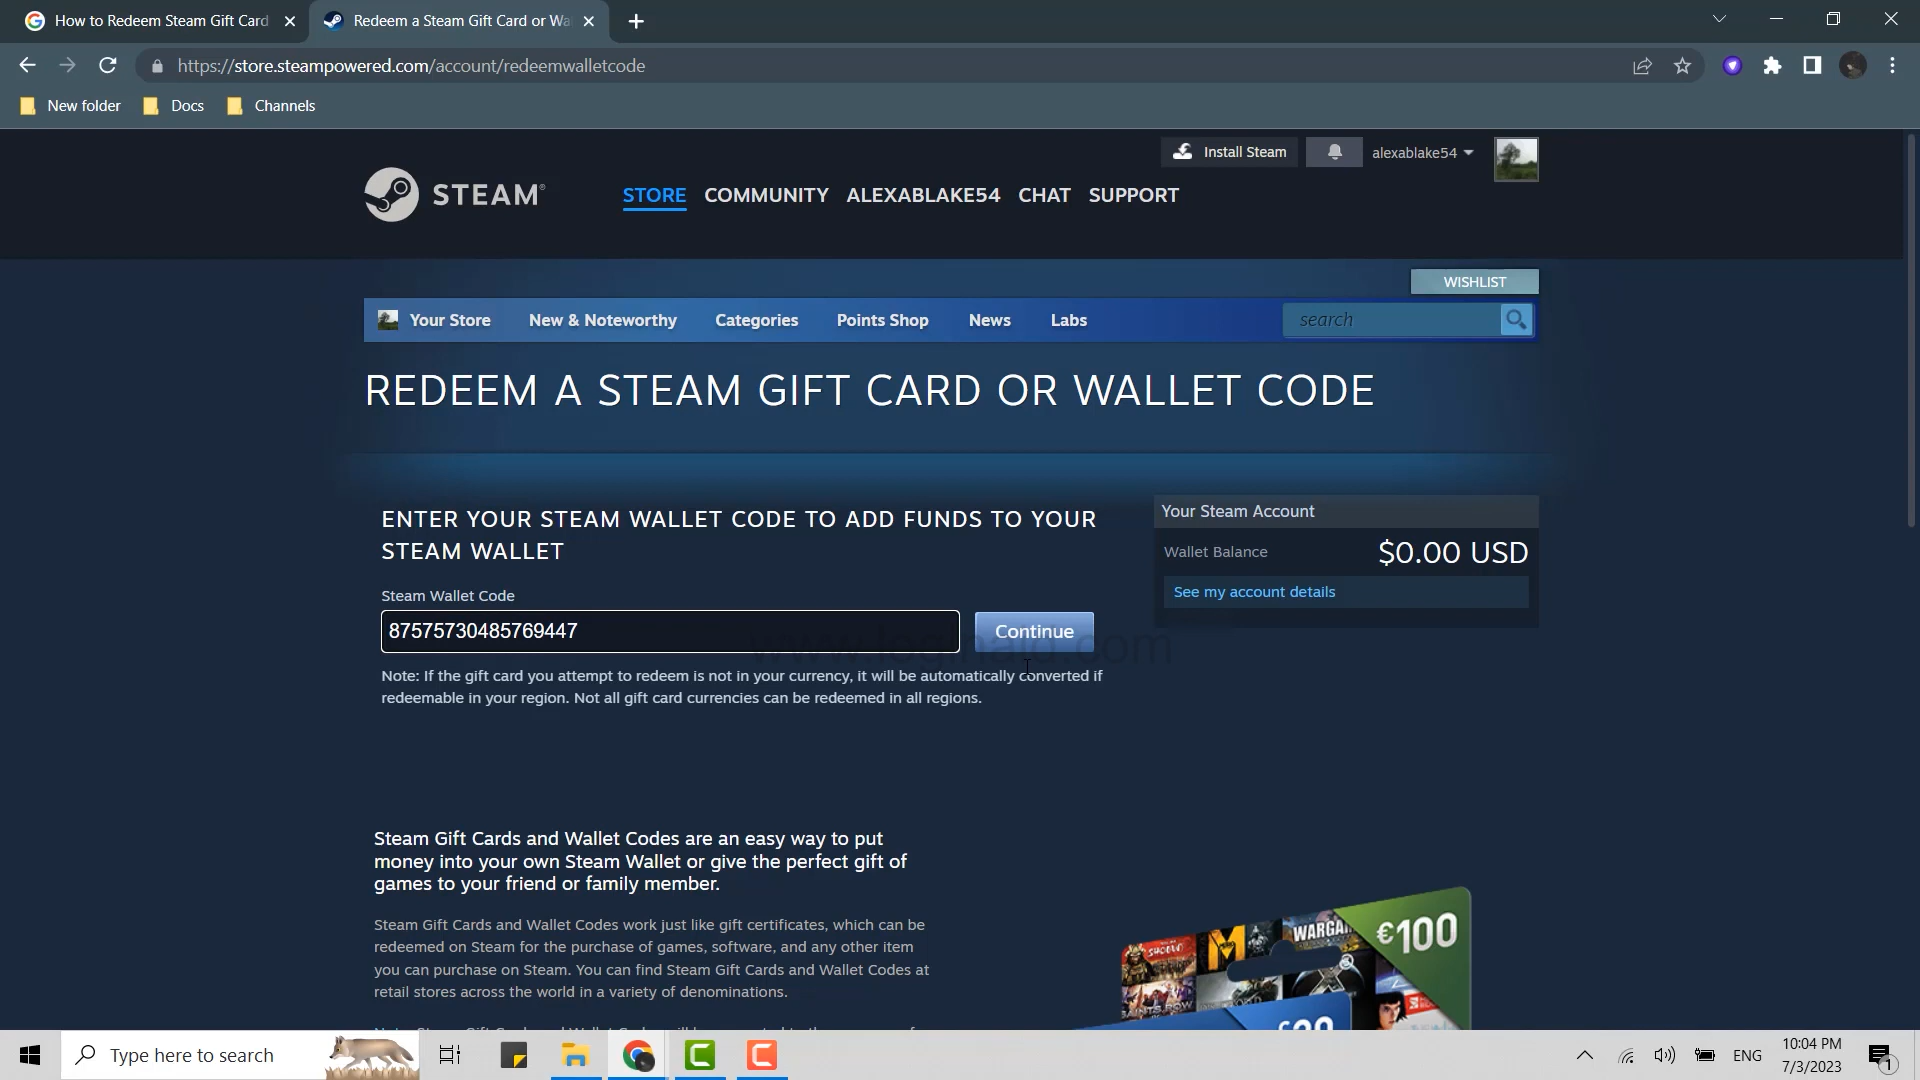 How to Redeem Steam Gift Card
Redeem a Steam Gift Card or Wa
https://store.steampowered.com/account/redeemwalletcode
New folder
Docs
Channels
Install Steam
alexablake54
STEAM®
STORE
COMMUNITY
ALEXABLAKE54
CHAT
SUPPORT
WISHLIST
Your Store
New & Noteworthy
Categories
Points Shop
News
Labs
search
REDEEM A STEAM GIFT CARD OR WALLET CODE
ENTER YOUR STEAM WALLET CODE TO ADD FUNDS TO YOUR
STEAM WALLET
Steam Wallet Code
87575730485769447
Continue
www.loginaid.com
Note: If the gift card you attempt to redeem is not in your currency, it will be automatically converted if
redeemable in your region. Not all gift card currencies can be redeemed in all regions.
Your Steam Account
Wallet Balance
$0.00 USD
See my account details
Steam Gift Cards and Wallet Codes are an easy way to put
money into your own Steam Wallet or give the perfect gift of
games to your friend or family member.
Steam Gift Cards and Wallet Codes work just like gift certificates, which can be
redeemed on Steam for the purchase of games, software, and any other item
you can purchase on Steam. You can find Steam Gift Cards and Wallet Codes at
retail stores across the world in a variety of denominations.
€100
Type here to search
ENG
10:04 PM
7/3/2023
1